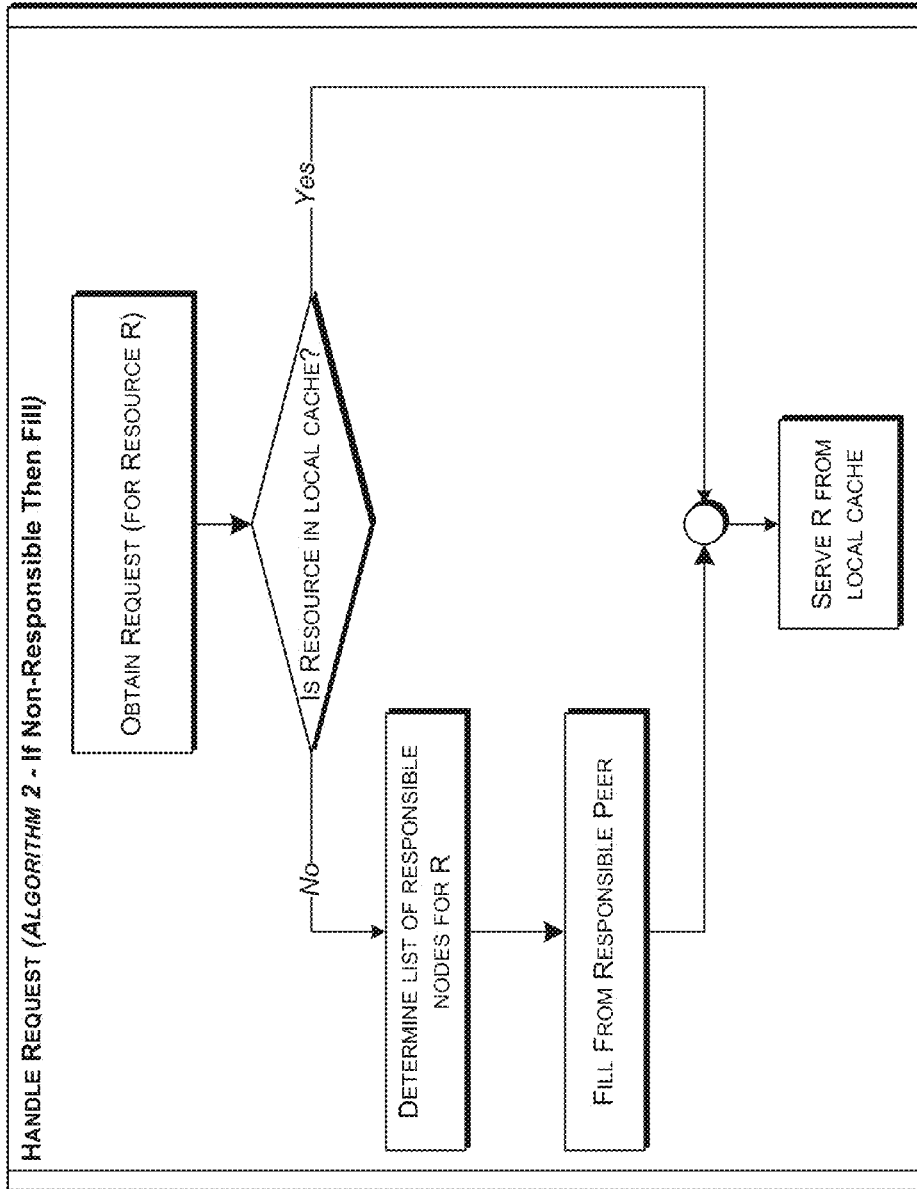 HANDLE REQUEST (ALGORITHM 2 - If Non-Responsible Then Fill)
OBTAIN REQUEST (FOR RESOURCE R)
IS RESOURCE IN LOCAL CACHE?
No
Yes
DETERMINE LIST OF RESPONSIBLE
NODES FOR R
FILL FROM RESPONSIBLE PEER
SERVE R FROM
LOCAL CACHE